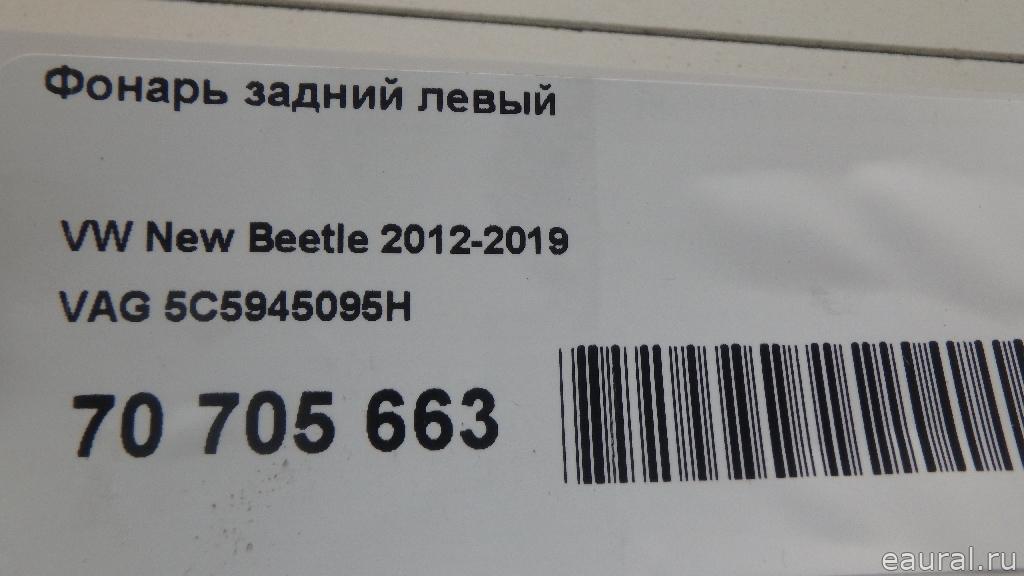 Фонарь задний левый
VW New Beetle 2012-2019
VAG 5C5945095H
70 705 663
eaural.ru